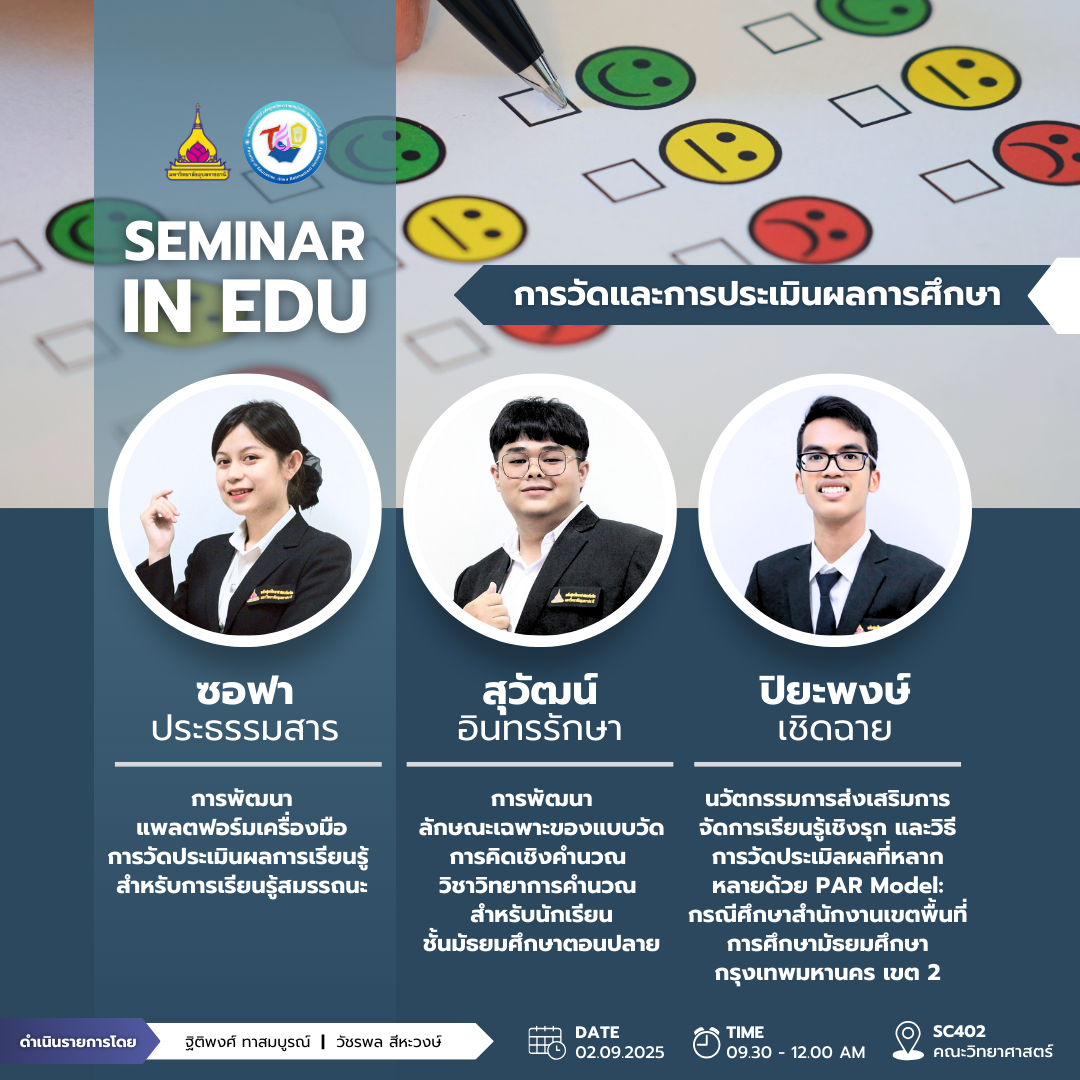 มหาวิทยาลัยอุบลราชธานี
SEMINAR
IN EDU
การวัดและการประเมินผลการศึกษา
ซอฟา
ประธรรมสาร
การพัฒนา
แพลตฟอร์มเครื่องมือ
การวัดประเมินผลการเรียนรู้
สำหรับการเรียนรู้สมรรถนะ
สุวัฒน์
อินทรรักษา
การพัฒนา
ลักษณะเฉพาะของแบบวัด
การคิดเชิงคำนวณ
วิชาวิทยาการคำนวณ
สำหรับนักเรียน
ชั้นมัธยมศึกษาตอนปลาย
ปิยะพงษ์
เชิดฉาย
นวัตกรรมการส่งเสริมการ
จัดการเรียนรู้เชิงรุก และวิธี
การวัดประเมิลผลที่หลาก
หลายด้วย PAR Model:
กรณีศึกษาสำนักงานเขตพื้นที่
การศึกษามัธยมศึกษา
กรุงเทพมหานคร เขต 2
ดำเนินรายการโดย
ฐิติพงศ์ ทาสมบูรณ์ | วัชรพล สีหะวงษ์
DATE
02.09.2025
TIME
09.30 - 12.00 AM
SC402
คณะวิทยาศาสตร์